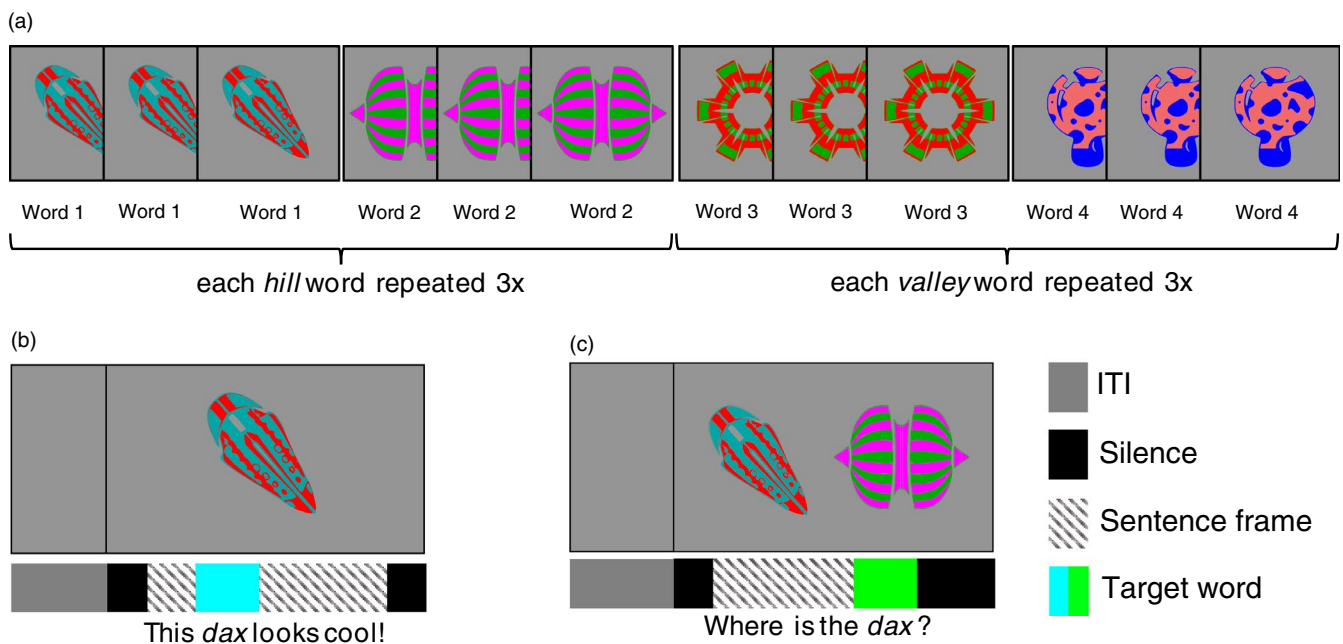 (a)
Word 1 Word 1 Word 1 Word 2 Word 2 Word 2 Word 3 Word 3 Word 3 Word 4 Word 4 Word 4
each hill word repeated 3x each valley word repeated 3x
(b)
This dax looks cool!
(c)
Where is the dax?
ITI
Silence
Sentence frame
Target word